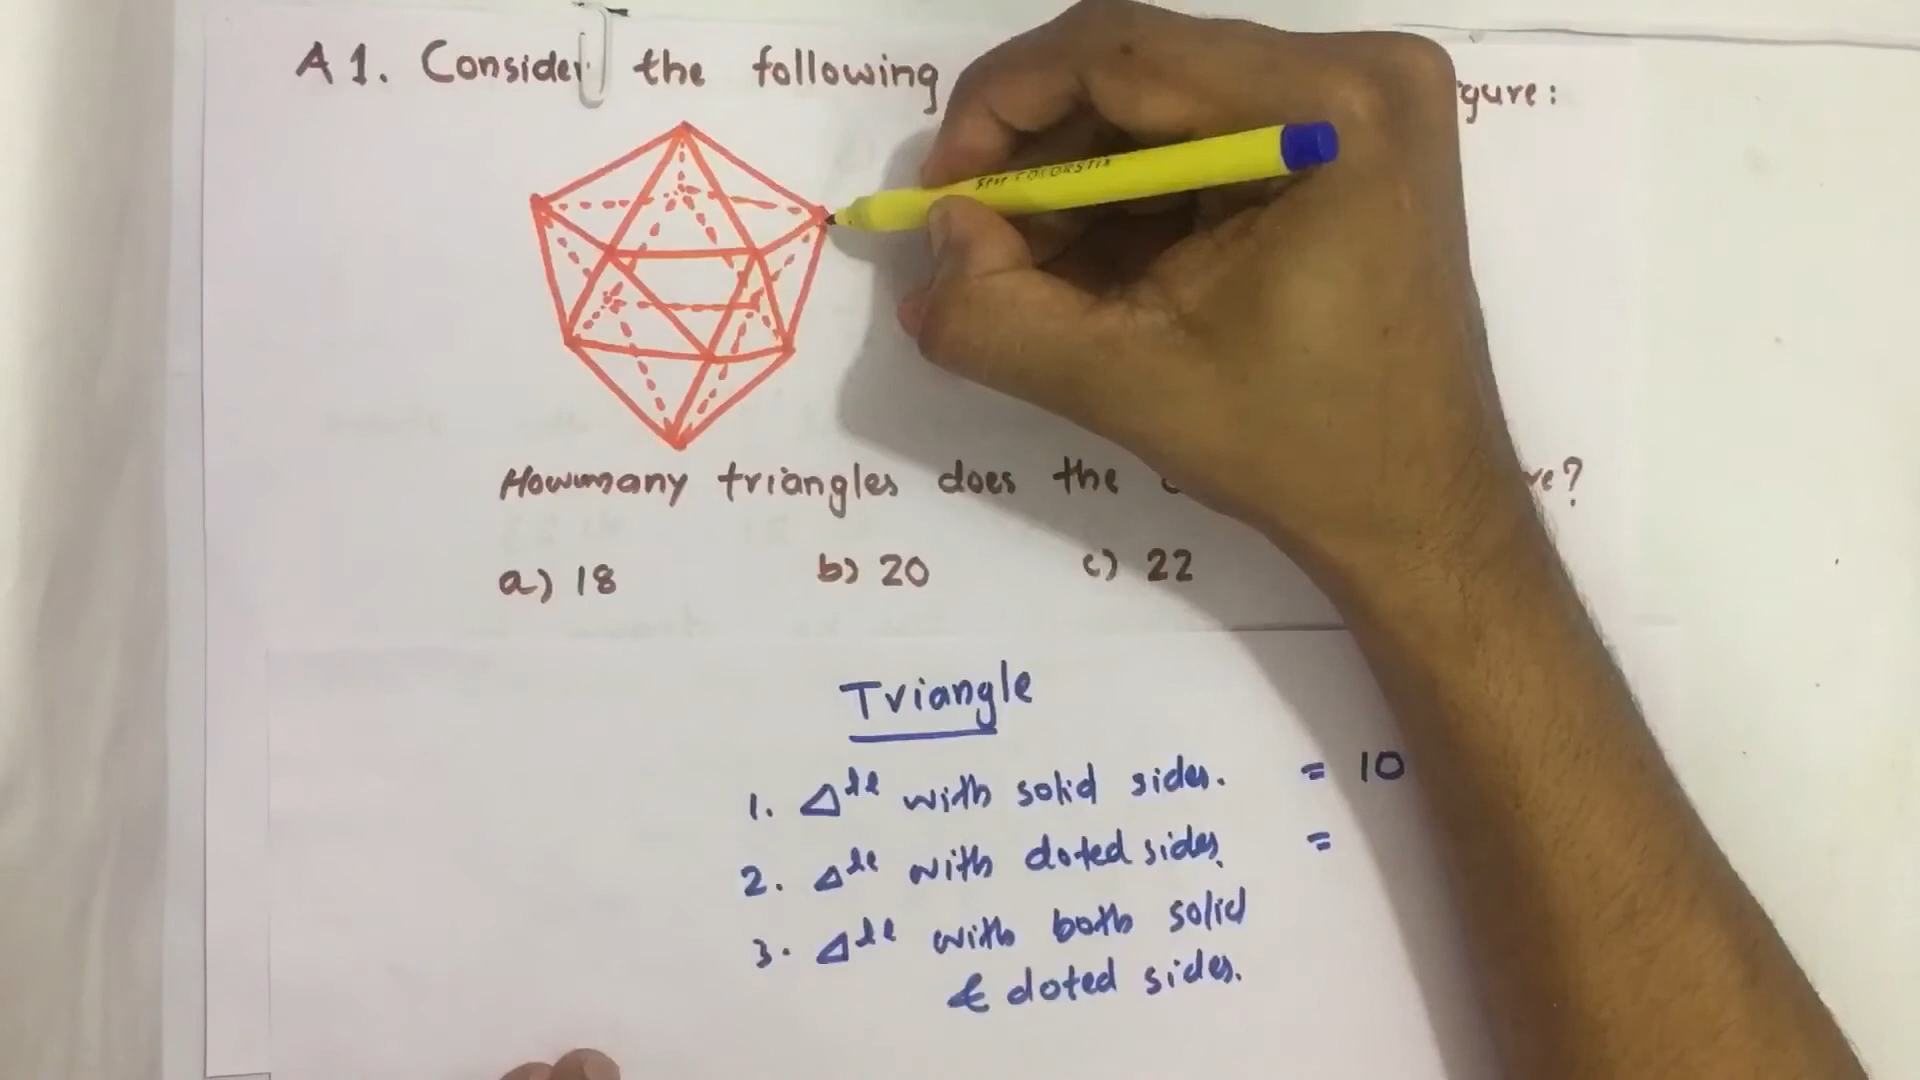 A1. Consider the following gure:
Howmany triangles does the ve?
a) 18 b) 20 c) 22
Triangle
1. Δle with solid sides. = 10
2. Δle with doted sides =
3. Δle with both solid
& doted sides.